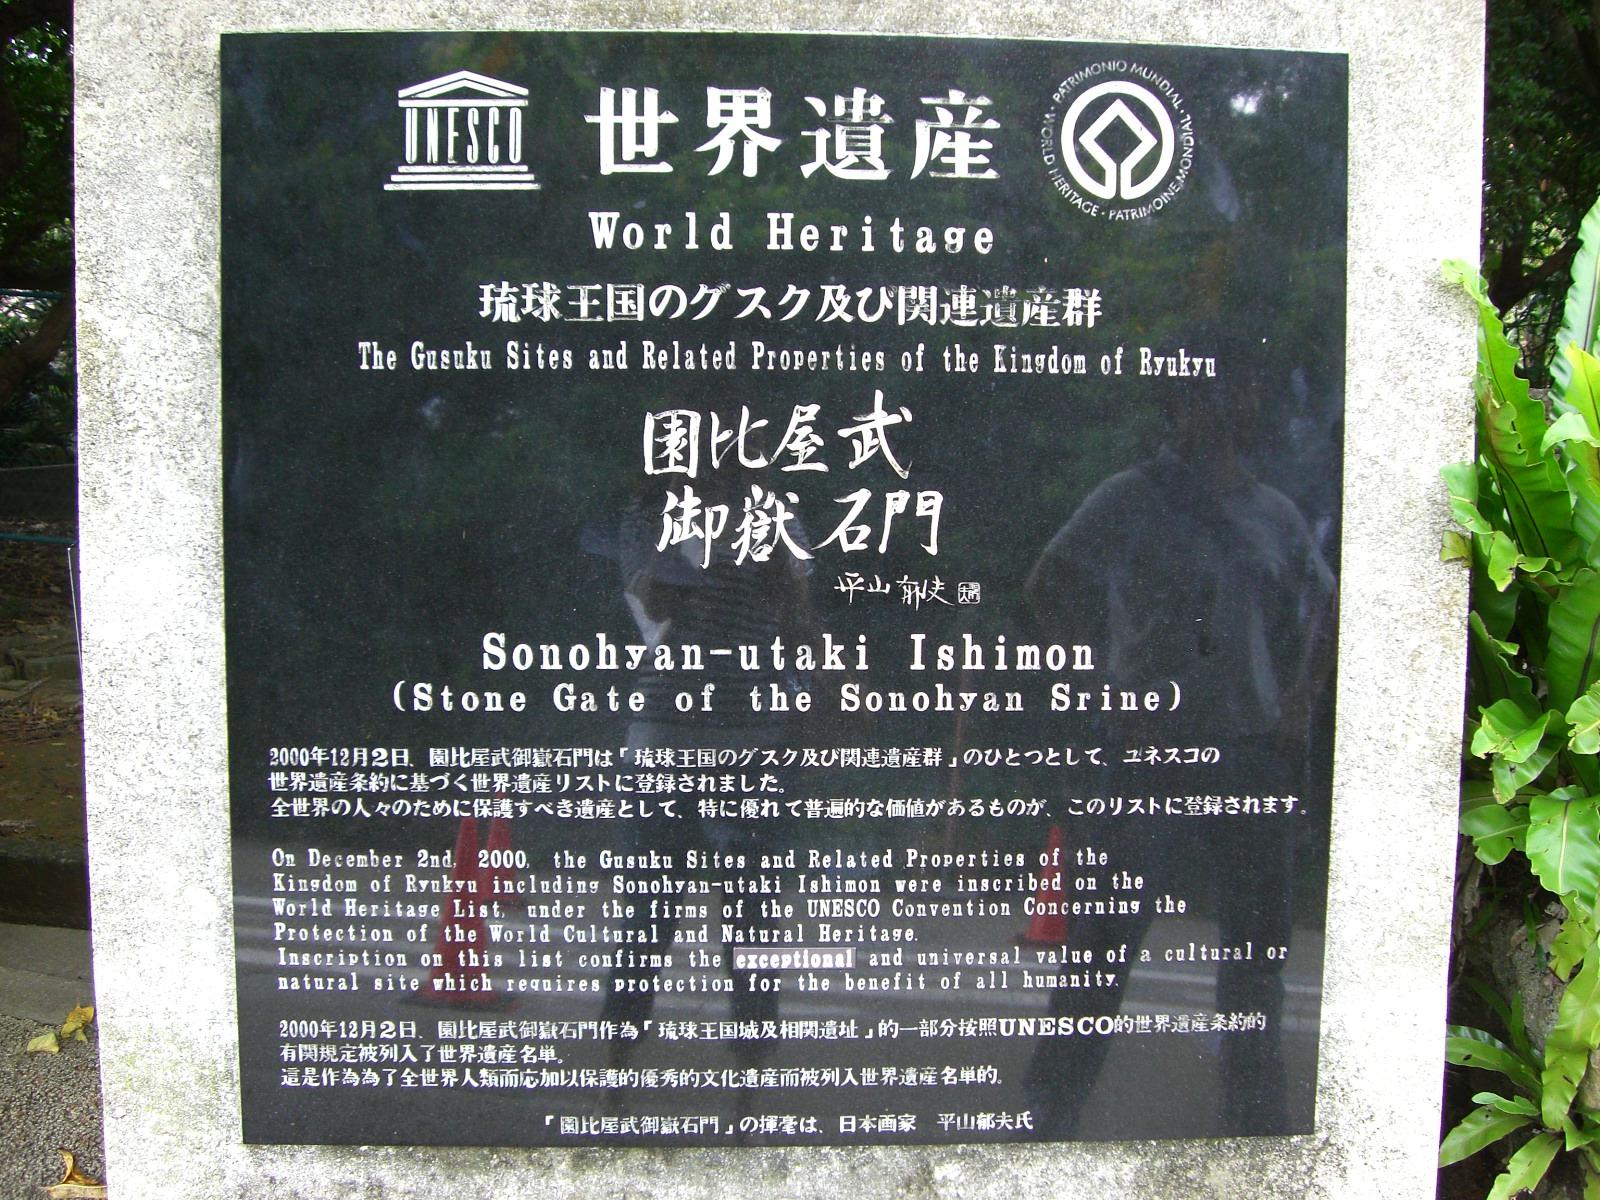 UNESCO
世界遺産
PATRIMONIO MUNDIAL · WORLD HERITAGE · PATRIMOINE MONDIAL
World Heritage
琉球王国のグスク及び関連遺産群
The Gusuku Sites and Related Properties of the Kingdom of Ryukyu
園比屋武
御嶽石門
平山郁夫
Sonohyan-utaki Ishimon
(Stone Gate of the Sonohyan Srine)
2000年12月2日、園比屋武御嶽石門は「琉球王国のグスク及び関連遺産群」のひとつとして、ユネスコの
世界遺産条約に基づく世界遺産リストに登録されました。
全世界の人々のために保護すべき遺産として、特に優れて普遍的な価値があるものが、このリストに登録されます。
On December 2nd, 2000, the Gusuku Sites and Related Properties of the
Kingdom of Ryukyu including Sonohyan-utaki Ishimon were inscribed on the
World Heritage List, under the firms of the UNESCO Convention Concerning the
Protection of the World Cultural and Natural Heritage.
Inscription on this list confirms the exceptional and universal value of a cultural or
natural site which requires protection for the benefit of all humanity.
2000年12月2日、園比屋武御嶽石門作為「琉球王国城及相関遺址」的一部分按照UNESCO的世界遺産条約的
有関規定被列入了世界遺産名単。
這是作為為了全世界人類而応加以保護的優秀的文化遺産而被列入世界遺産名単的。
「園比屋武御嶽石門」の揮毫は、日本画家 平山郁夫氏